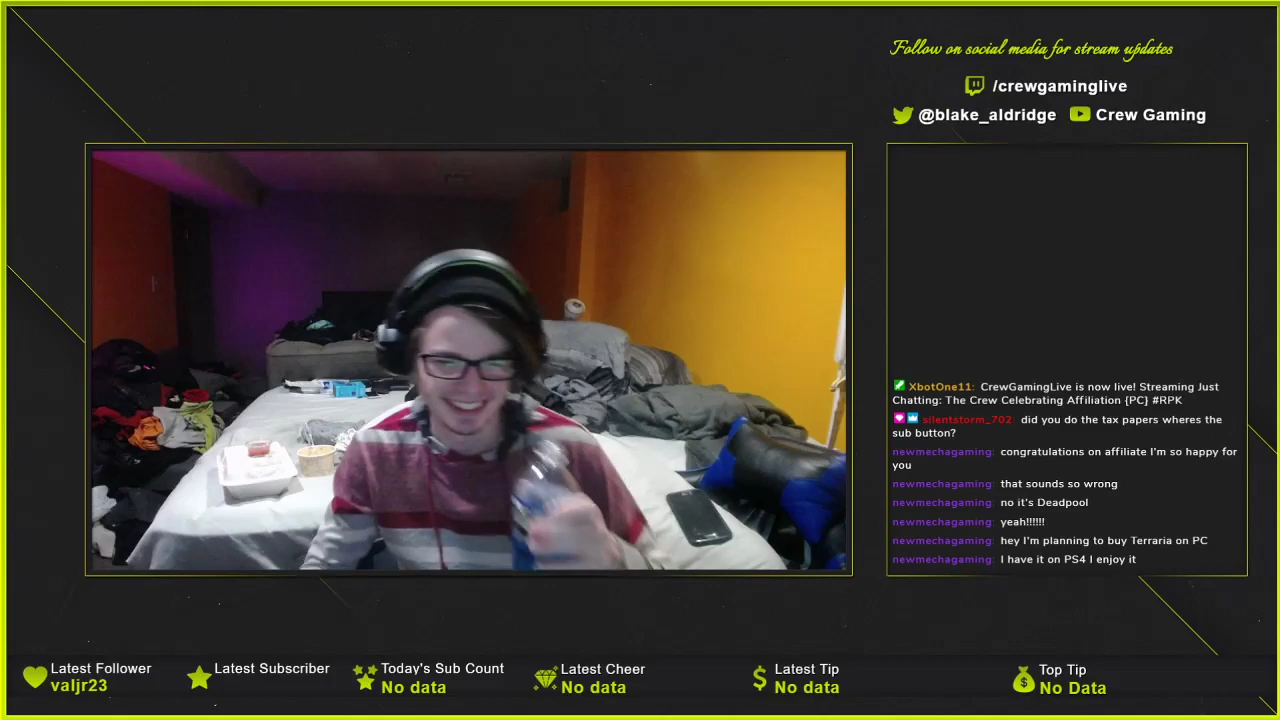 Follow on social media for stream updates
/crewgaminglive
@blake_aldridge Crew Gaming
XbotOne11: CrewGamingLive is now live! Streaming Just
Chatting: The Crew Celebrating Affiliation {PC] #RPK
silentstorm_702 did you do the tax papers wheres the
sub button?
newmechagaming: congratulations on affiliate I'm so happy for
you
newmechagaming: that sounds so wrong
newmechagaming: no it's Deadpool
newmechagaming: yeah!!!!!!
newmechagaming: hey I'm planning to buy Terraria on PC
newmechagaming: I have it on PS4 I enjoy it
Latest Follower
valjr23
Latest Subscriber
Today's Sub Count
No data
Latest Cheer
No data
Latest Tip
No data
Top Tip
No Data